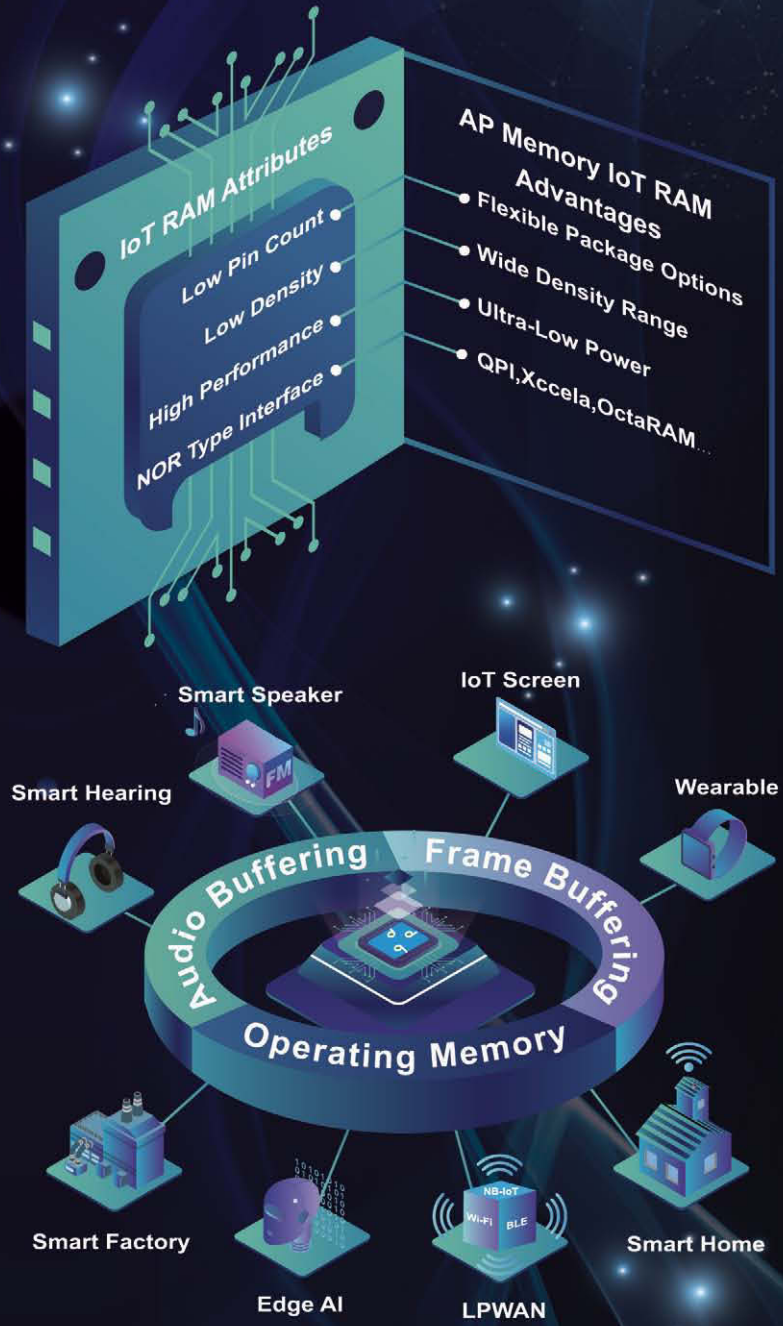 IoT RAM Attributes
Low Pin Count
Low Density
High Performance
NOR Type Interface
AP Memory IoT RAM
Advantages
Flexible Package Options
Wide Density Range
Ultra-Low Power
QPI,Xccela,OctaRAM...
Smart Speaker
FM
IoT Screen
Smart Hearing
Wearable
Audio Buffering
Frame Buffering
Operating Memory
Smart Factory
Edge AI
NB-IoT
Wi-Fi
BLE
LPWAN
Smart Home